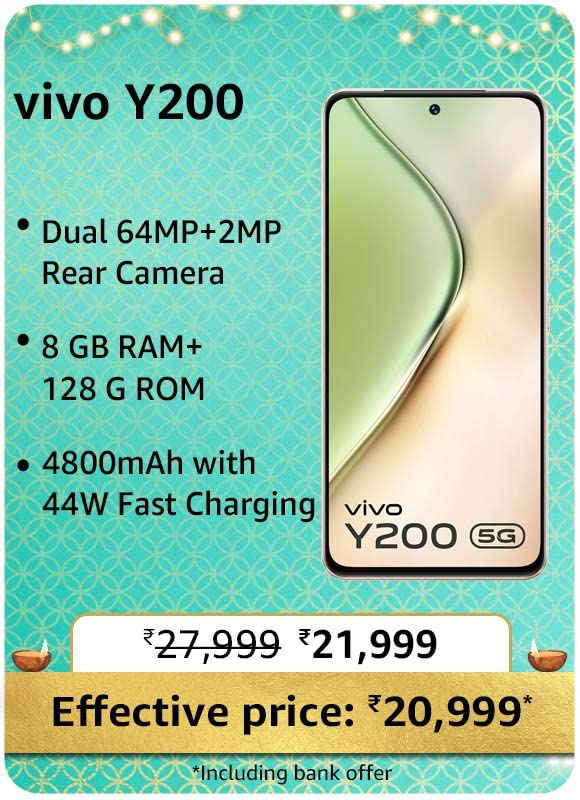 vivo Y200
• Dual 64MP+2MP
Rear Camera
• 8 GB RAM+
128 G ROM
• 4800mAh with
44W Fast Charging
vivo
Y200 5G
₹27,999 ₹21,999
Effective price: ₹20,999*
*Including bank offer